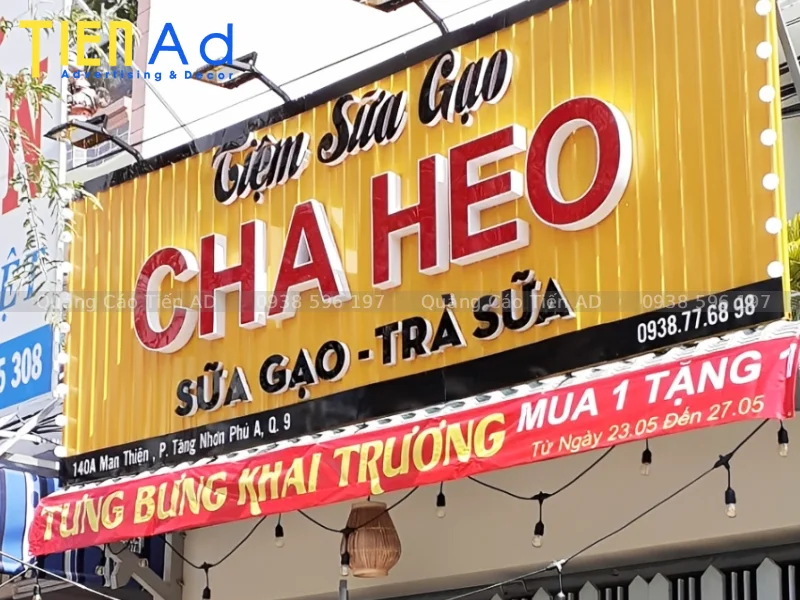 TIEN Ad
Advertising & Decor
Tiệm Sữa Gạo
CHA HEO
SỮA GẠO - TRÀ SỮA
Quảng Cáo Tiến AD 0938 596 197 Quảng Cáo Tiến AD 0938 596 197
0938.77.68 98
140A Man Thiện , P. Tăng Nhơn Phú A, Q. 9
TƯNG BỪNG KHAI TRƯƠNG MUA 1 TẶNG 1
Từ Ngày 23.05 Đến 27.05
5 308